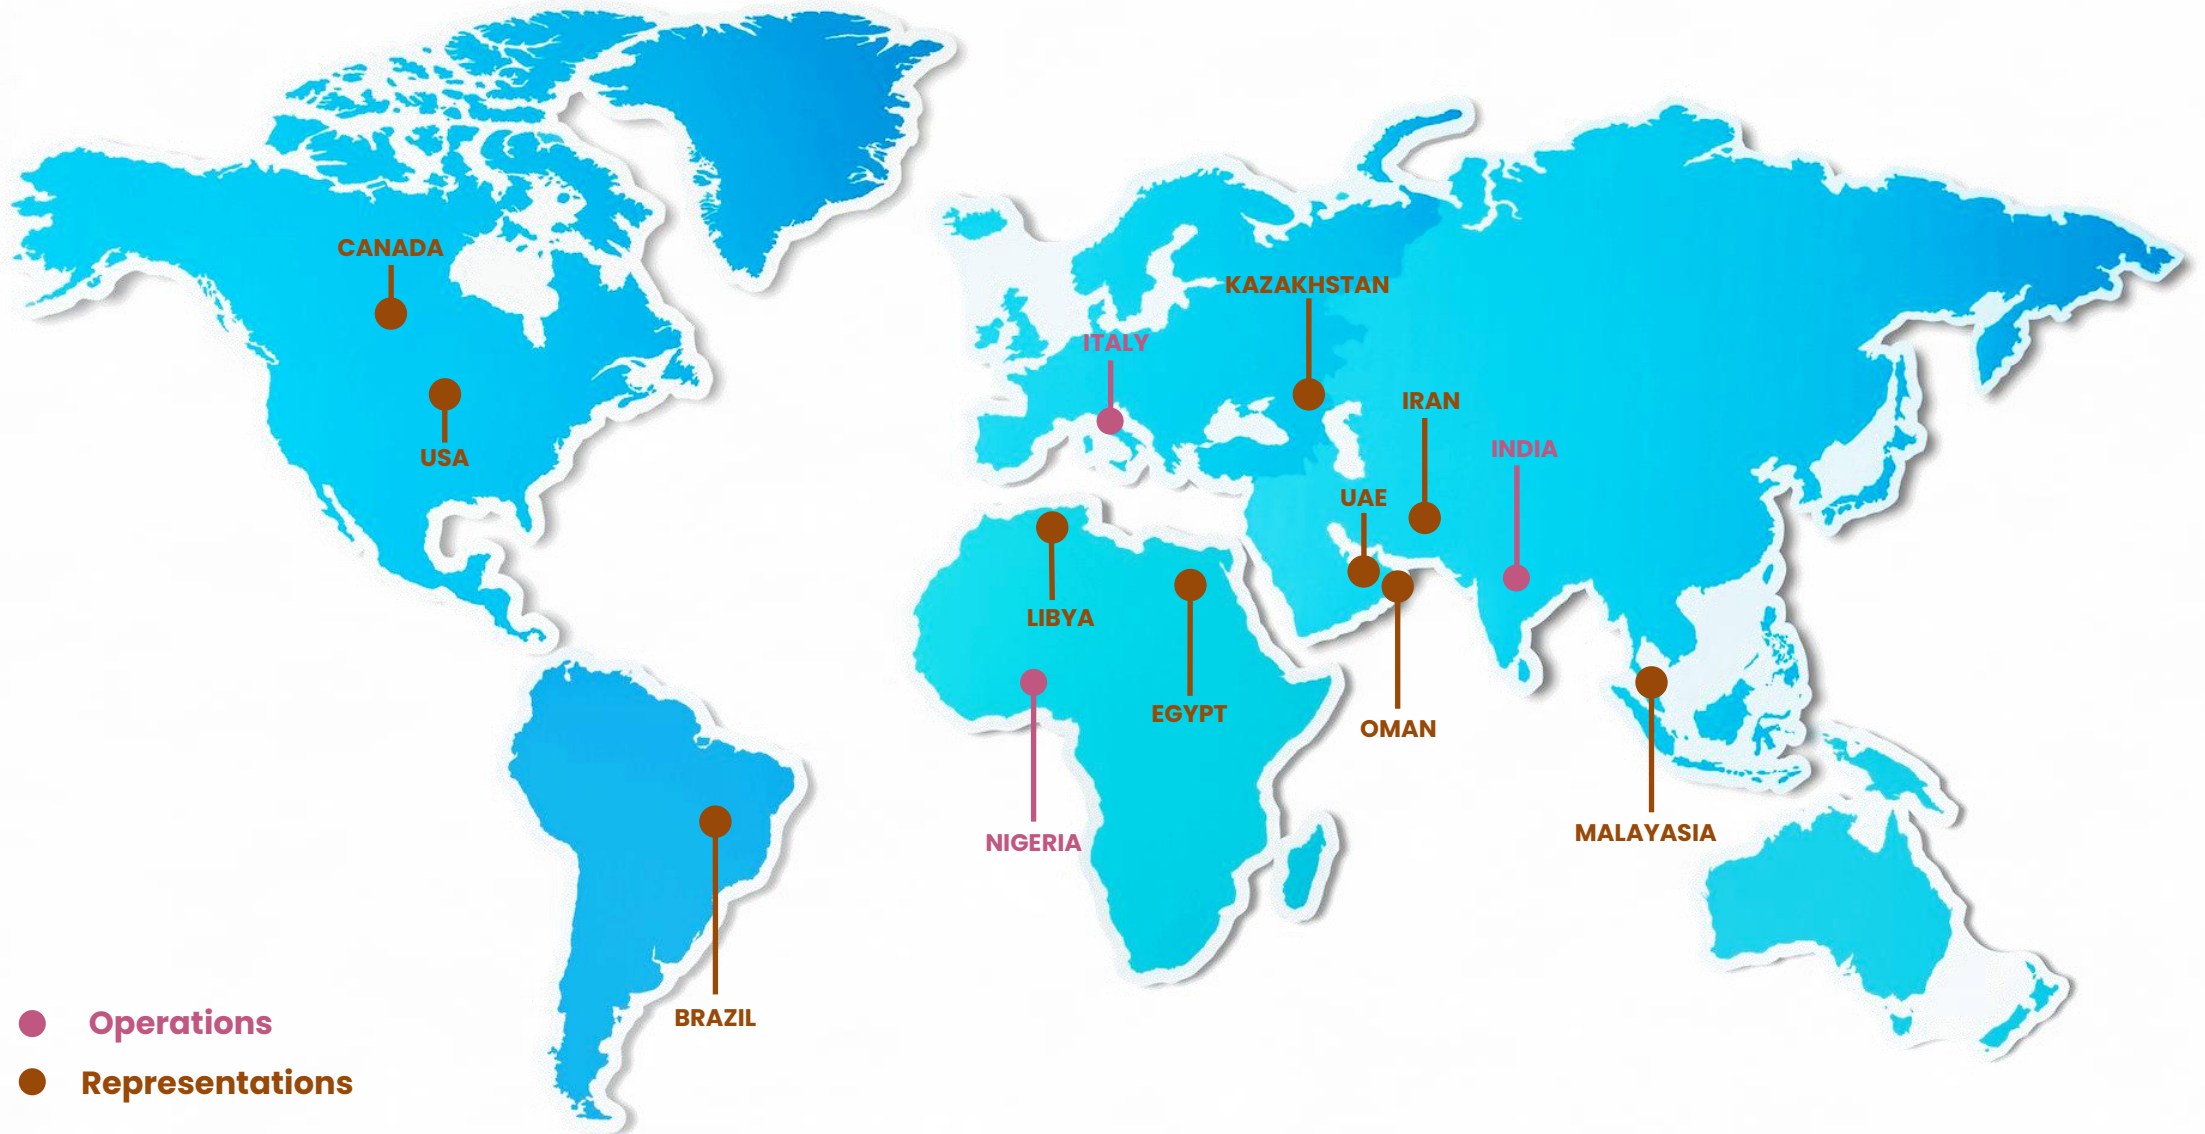 CANADA
KAZAKHSTAN
ITALY
IRAN
INDIA
USA
UAE
LIBYA
EGYPT
OMAN
MALAYASIA
NIGERIA
BRAZIL
Operations
Representations